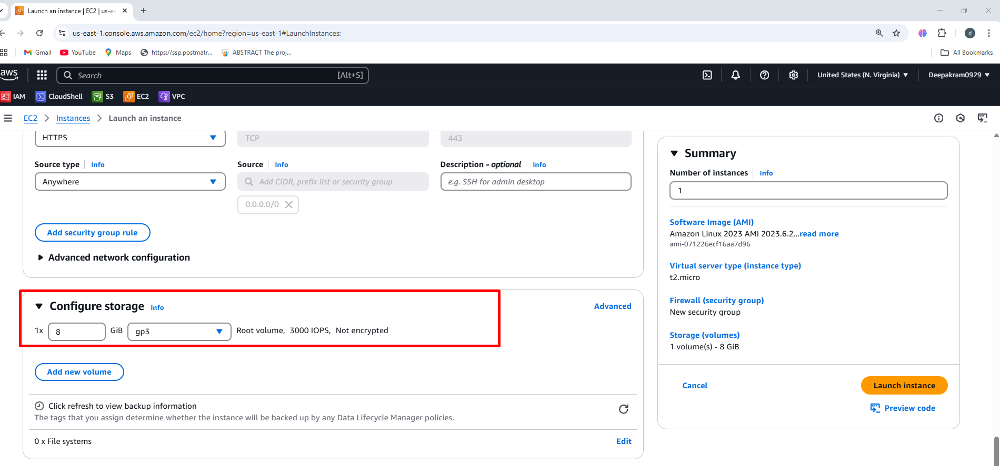 Launch an instance | EC2 | us-ea
us-east-1.console.aws.amazon.com/ec2/home?region=us-east-1#LaunchInstances:
d
Gmail
YouTube
Maps
https://ssp.postmatr...
ABSTRACT The proj...
All Bookmarks
aws
Search
[Alt+S]
United States (N. Virginia)
Deepakram0929
IAM
CloudShell
S3
EC2
VPC
EC2 > Instances > Launch an instance
HTTPS
TCP
443
Source type
Info
Source
Info
Description - optional
Info
Anywhere
Add CIDR, prefix list or security group
e.g. SSH for admin desktop
0.0.0.0/0
Add security group rule
Advanced network configuration
Configure storage
Info
Advanced
1x
8
GiB
gp3
Root volume, 3000 IOPS, Not encrypted
Add new volume
Click refresh to view backup information
The tags that you assign determine whether the instance will be backed up by any Data Lifecycle Manager policies.
0 x File systems
Edit
Summary
Number of instances
Info
1
Software Image (AMI)
Amazon Linux 2023 AMI 2023.6.2...read more
ami-071226ecf16aa7d96
Virtual server type (instance type)
t2.micro
Firewall (security group)
New security group
Storage (volumes)
1 volume(s) - 8 GiB
Cancel
Launch instance
Preview code